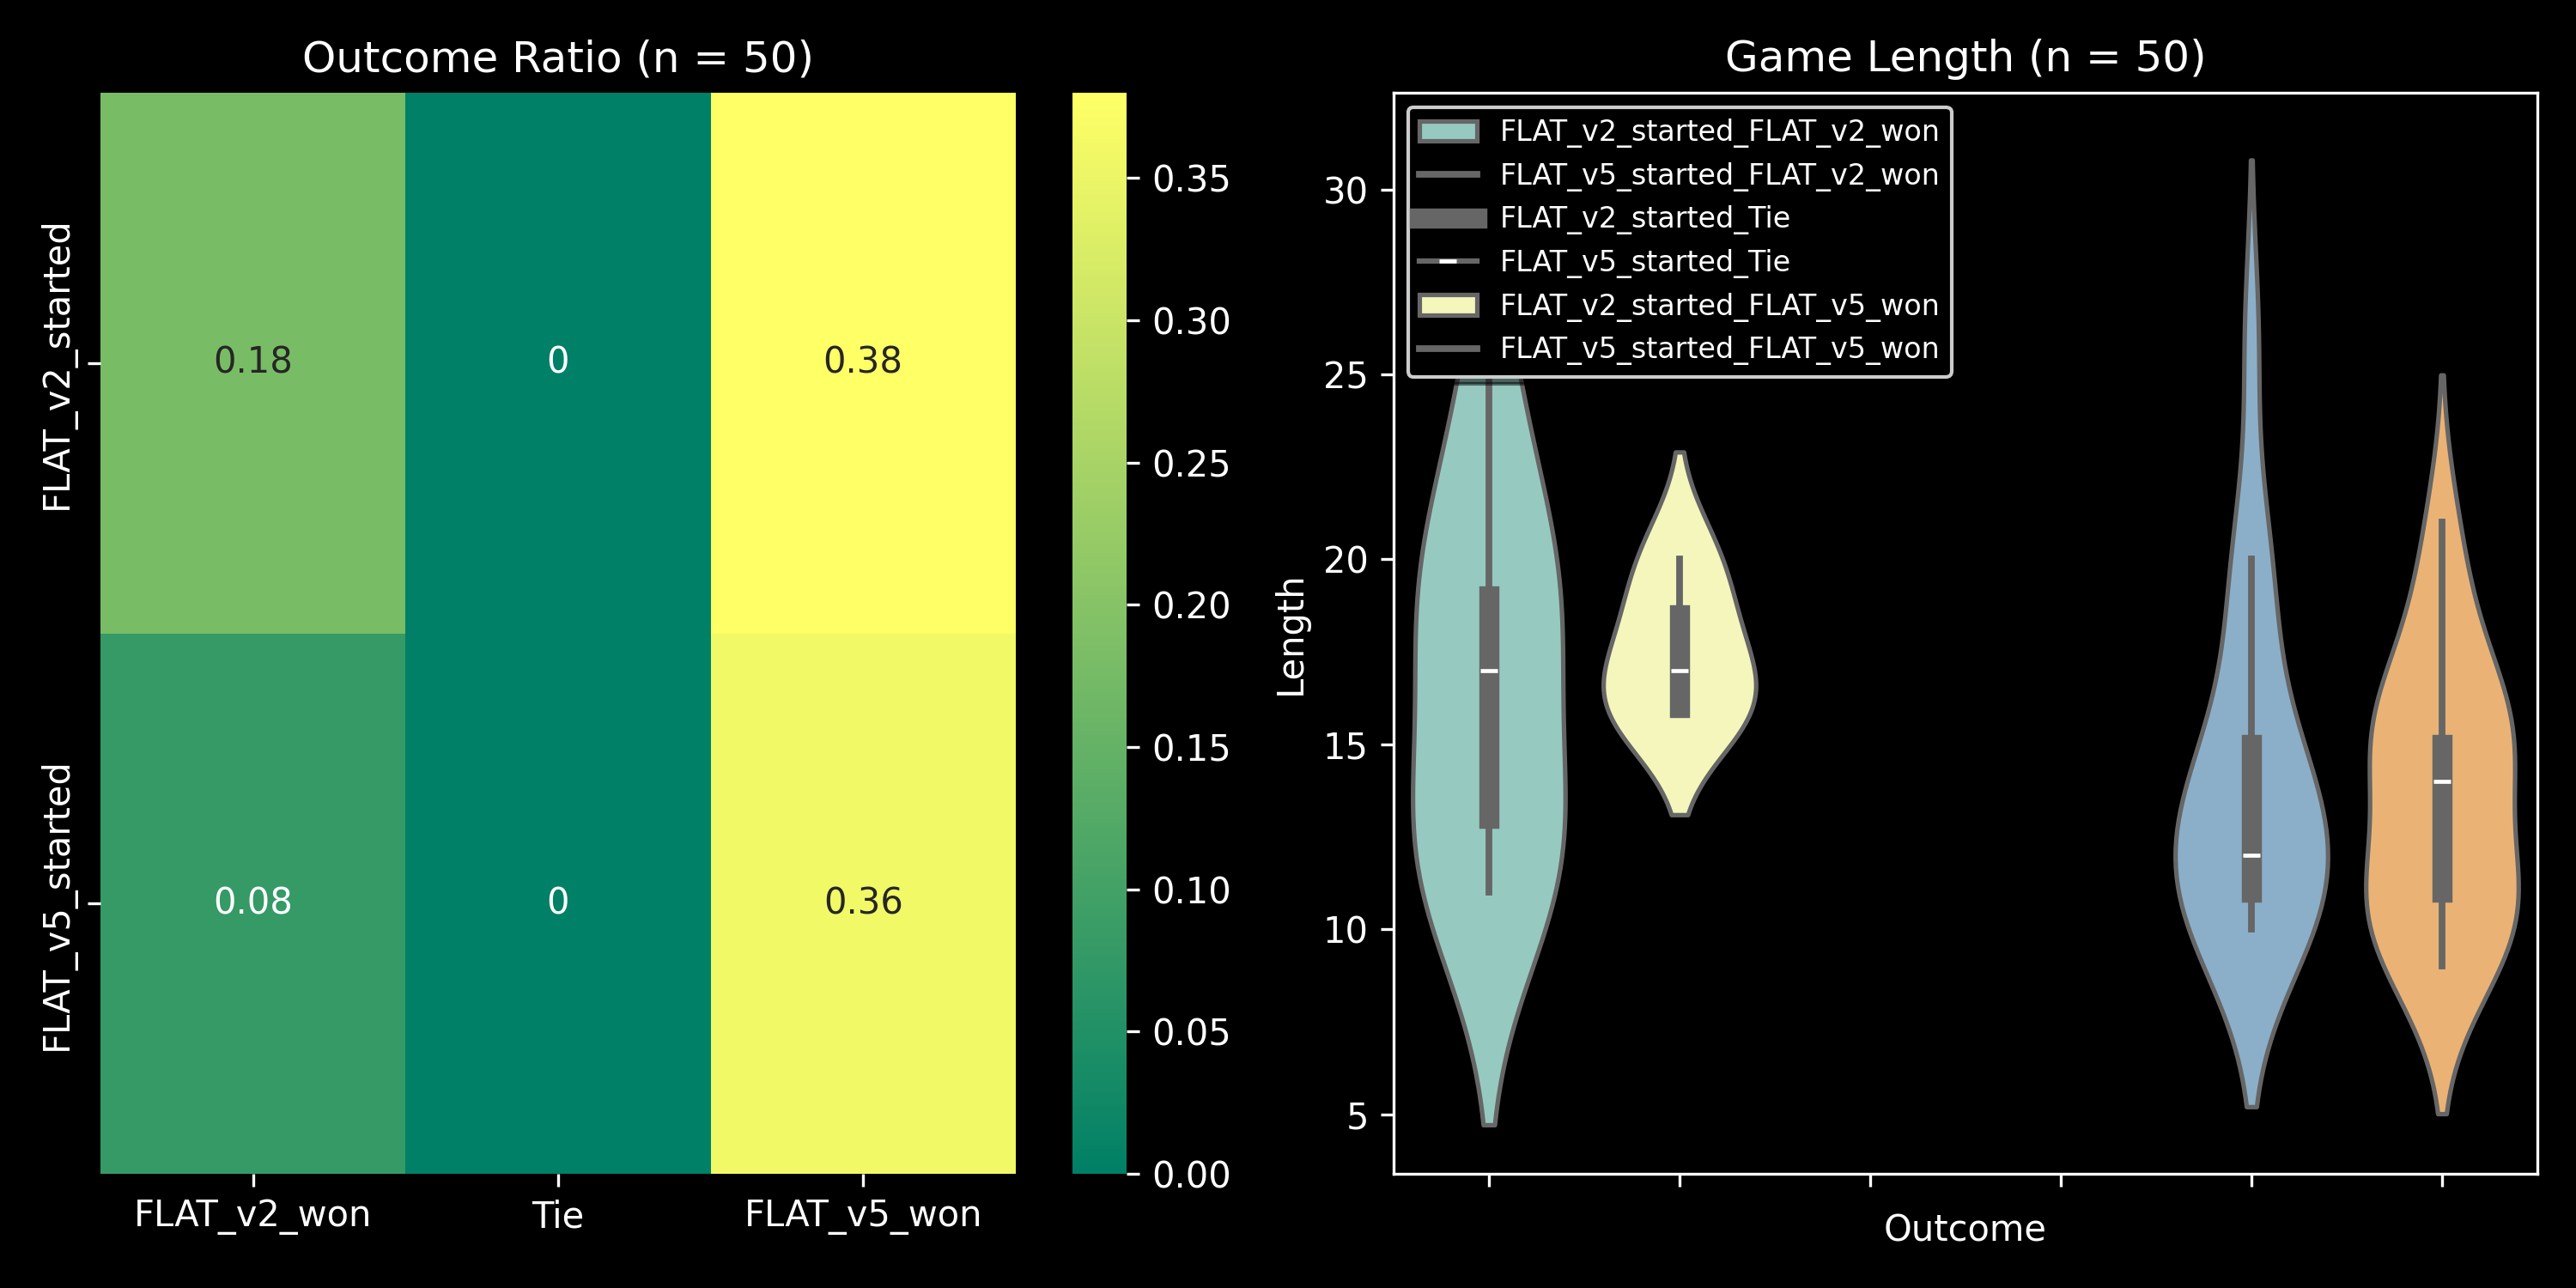 Outcome Ratio (n = 50)
FLAT_v2_started
FLAT_v5_started
0.18
0
0.38
0.08
0
0.36
FLAT_v2_won
Tie
FLAT_v5_won
0.35
0.30
0.25
0.20
0.15
0.10
0.05
0.00
Game Length (n = 50)
FLAT_v2_started_FLAT_v2_won
FLAT_v5_started_FLAT_v2_won
FLAT_v2_started_Tie
FLAT_v5_started_Tie
FLAT_v2_started_FLAT_v5_won
FLAT_v5_started_FLAT_v5_won
Length
30
25
20
15
10
5
Outcome